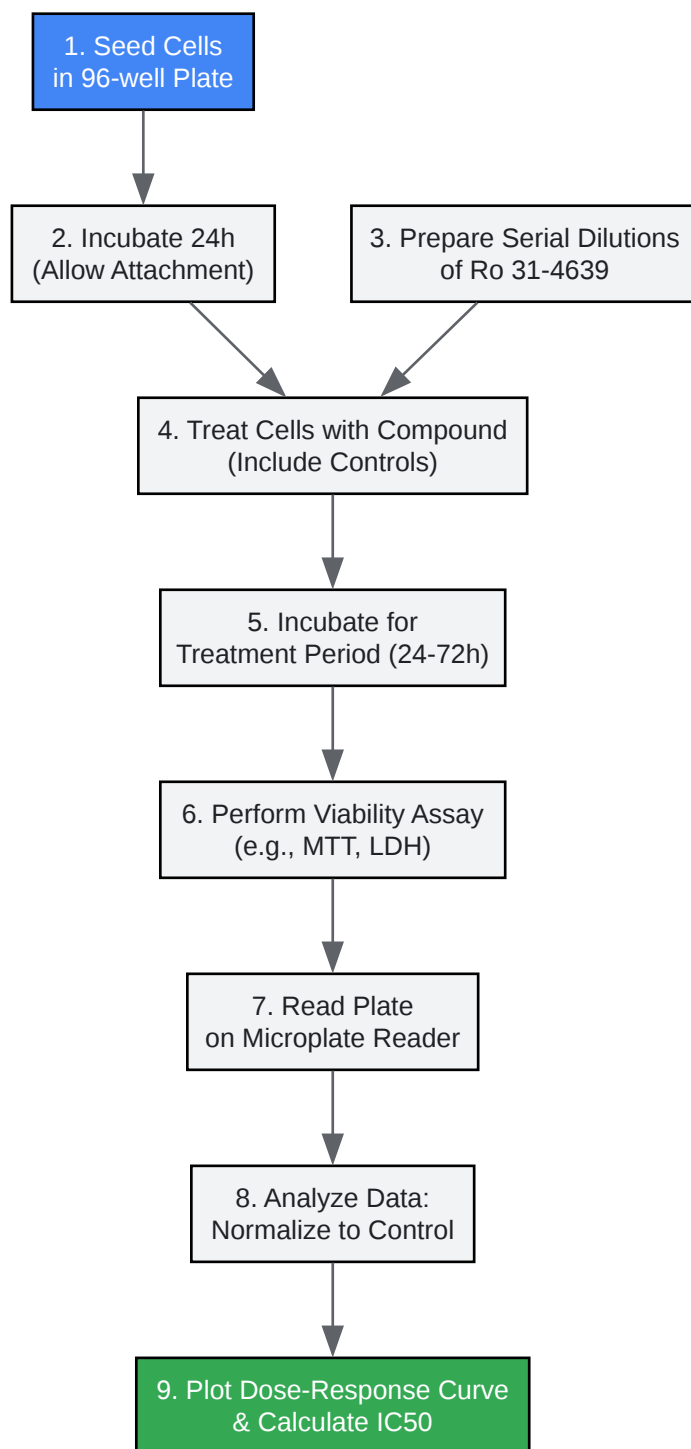 1. Seed Cells
in 96-well Plate
2. Incubate 24h
(Allow Attachment)
3. Prepare Serial Dilutions
of Ro 31-4639
4. Treat Cells with Compound
(Include Controls)
5. Incubate for
Treatment Period (24-72h)
6. Perform Viability Assay
(e.g., MTT, LDH)
7. Read Plate
on Microplate Reader
8. Analyze Data:
Normalize to Control
9. Plot Dose-Response Curve
& Calculate IC50